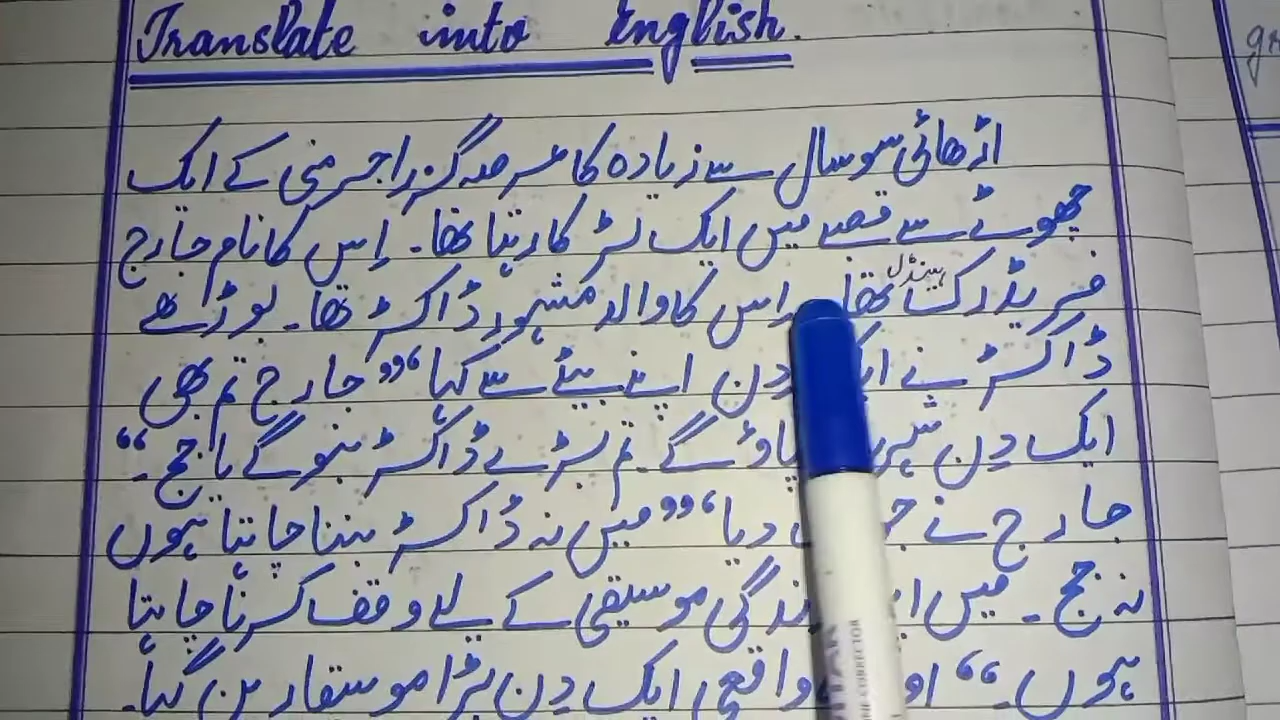 Translate into English.
اڑھائی سو سال سے زیادہ کا عرصہ گزرا جرمنی کے ایک
چھوٹے سے قصبے میں ایک لڑکا رہتا تھا۔ اِس کا نام جارج
فریڈرک ہینڈل تھا۔ اس کا والد مشہور ڈاکٹر تھا۔ بوڑھے
ڈاکٹر نے دن اپنے بیٹے سے کہا، ”جارج تم بھی
ایک دِن پاؤ گے۔ تم بڑے ڈاکٹر بنو گے یا جج۔“
جارج نے دیا، ”میں نہ ڈاکٹر بننا چاہتا ہوں
نہ جج۔ میں موسیقی کے لیے وقف کرنا چاہتا
ہوں۔“ واقعی ایک دِن بڑا موسیقار بن گیا۔